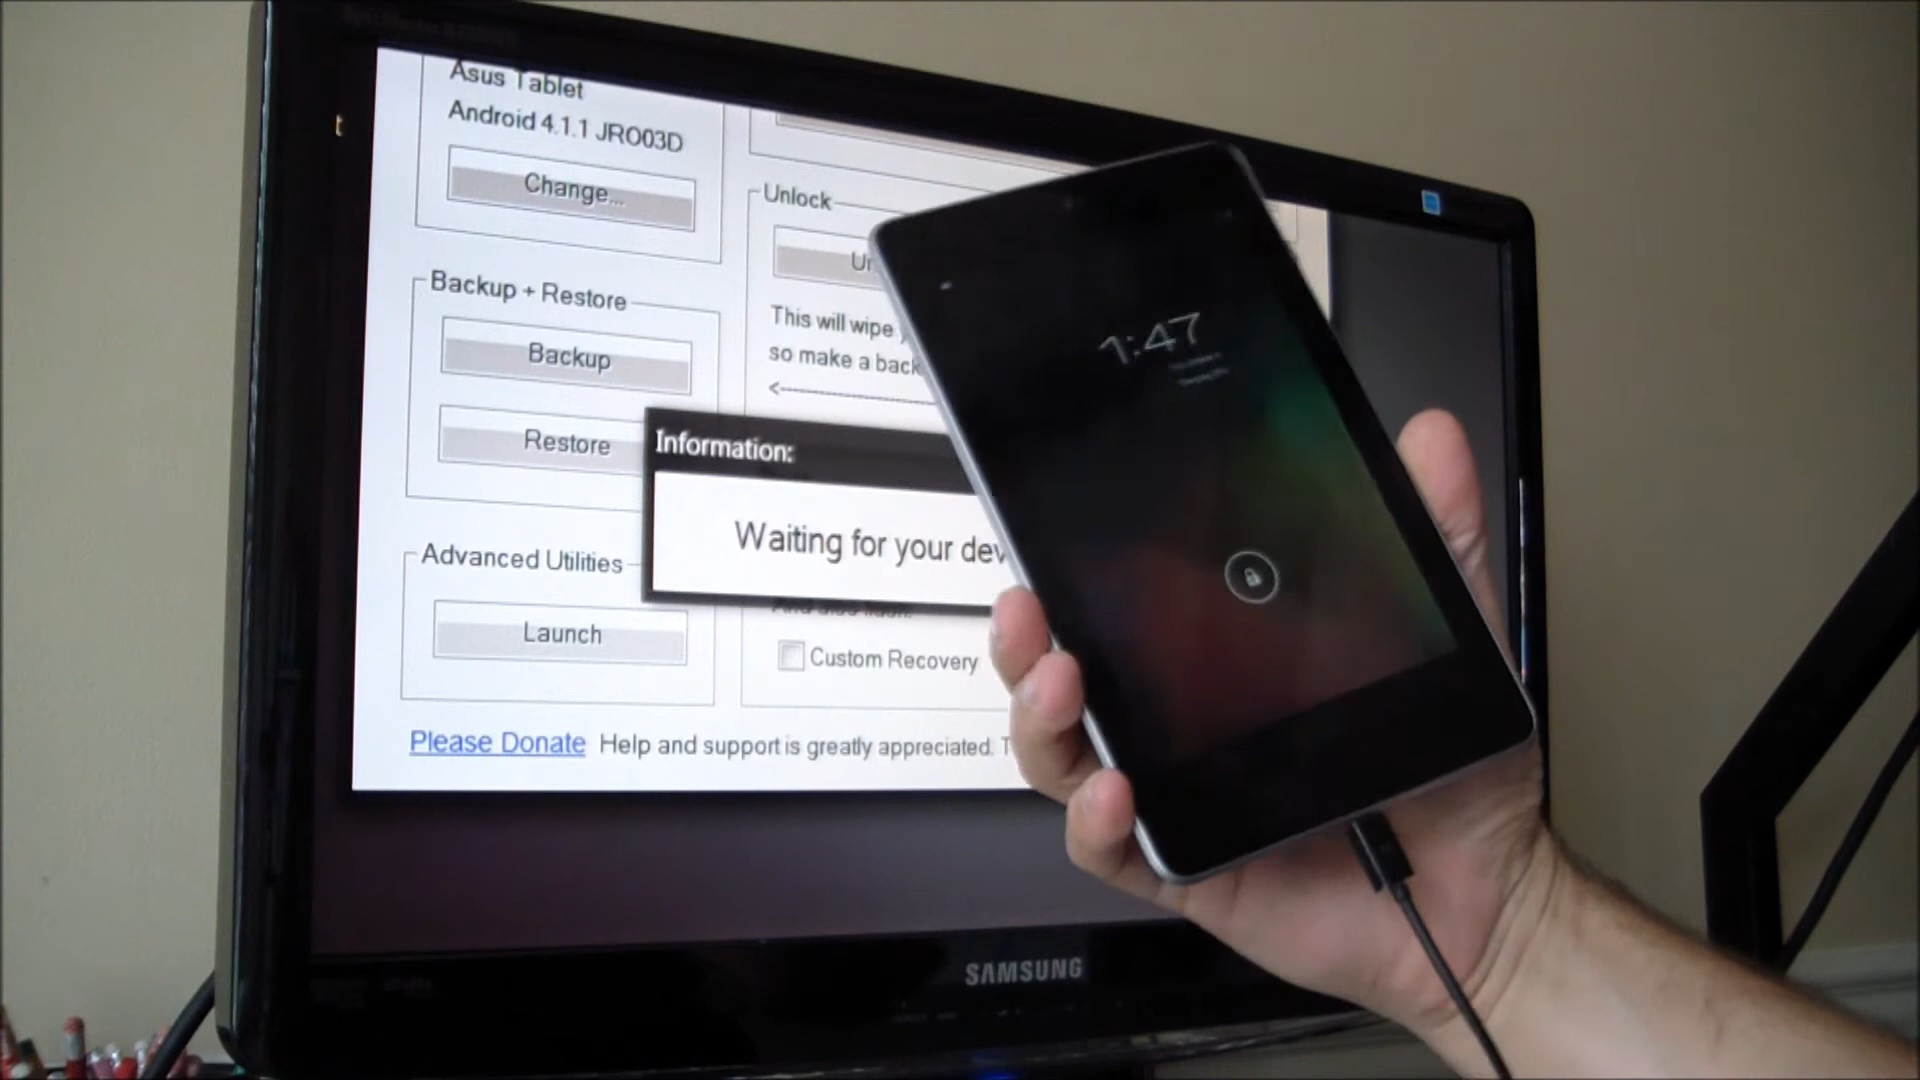 Asus Tablet
Android 4.1.1 JRO03D
Change...
Backup + Restore
Backup
Restore
Advanced Utilities
Launch
Please Donate Help and support is greatly appreciated. T
Unlock
Un
This will wipe
so make a back
<-----------------
Information:
Waiting for your dev
Custom Recovery
1:47
SAMSUNG